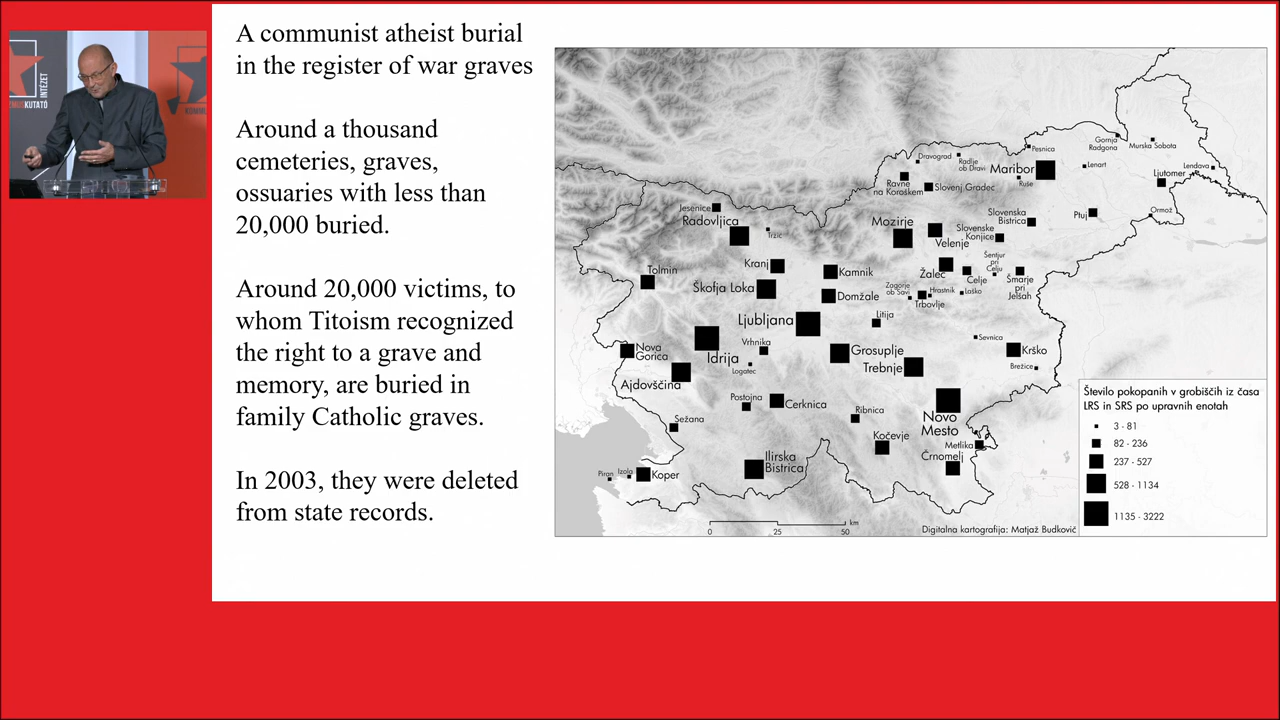 A communist atheist burial
in the register of war graves
Around a thousand
cemeteries, graves,
ossuaries with less than
20,000 buried.
Around 20,000 victims, to
whom Titoism recognized
the right to a grave and
memory, are buried in
family Catholic graves.
In 2003, they were deleted
from state records.
KUTATÓ
INTÉZET
Gornja
Radgona
Murska Sobota
Pesnica
Dravograd
Radlje
ob Dravi
Maribor
Lenart
Lendava
Ljutomer
Ravne
na Koroškem
Slovenj Gradec
Ruše
Jesenice
Radovljica
Tržič
Mozirje
Slovenska
Bistrica
Ptuj
Ormož
Velenje
Slovenske
Konjice
Tolmin
Kranj
Kamnik
Žalec
Celje
Šentjur
pri
Celju
Šmarje
pri
Jelšah
Škofja Loka
Domžale
Zagorje
ob Savi
Hrastnik
Laško
Trbovlje
Ljubljana
Litija
Nova
Gorica
Idrija
Vrhnika
Logatec
Grosuplje
Trebnje
Sevnica
Krško
Brežice
Ajdovščina
Postojna
Cerknica
Ribnica
Novo
Mesto
Sežana
Kočevje
Metlika
Črnomelj
Piran
Izola
Koper
Ilirska
Bistrica
Število pokopanih v grobiščih iz časa
LRS in SRS po upravnih enotah
3 - 81
82 - 236
237 - 527
528 - 1134
1135 - 3222
km
0 25 50
Digitalna kartografija: Matjaž Budkovič